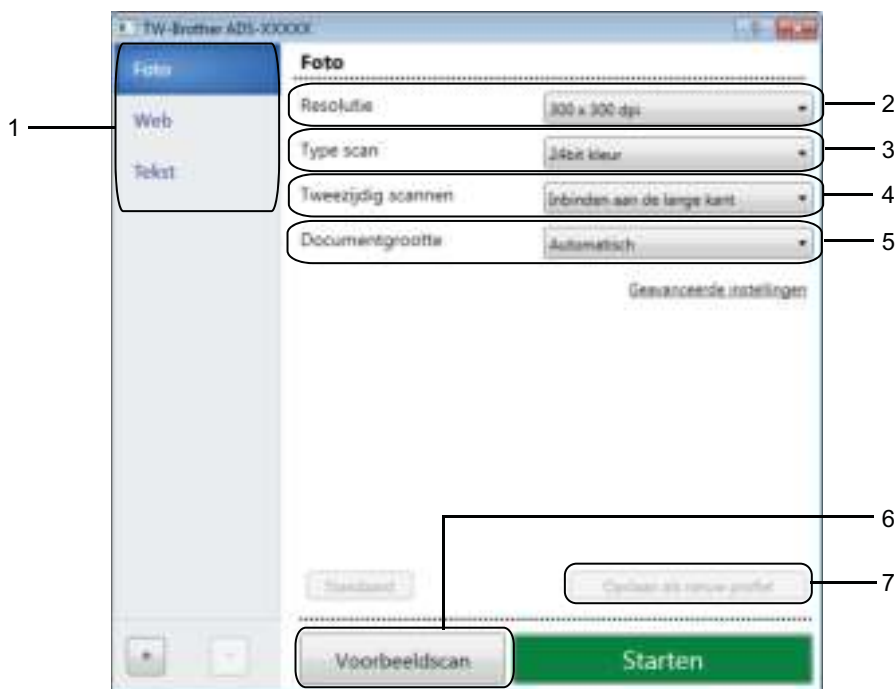 TW-Brother ADS-XXXXX
Foto
Web
Tekst
Foto
Resolutie 300 x 300 dpi
Type scan 24bit kleur
Tweezijdig scannen Inbinden aan de lange kant
Documentgrootte Automatisch
Geavanceerde instellingen
Standaard
Opslaan als nieuw profiel
Voorbeeldscan
Starten
1
2
3
4
5
6
7